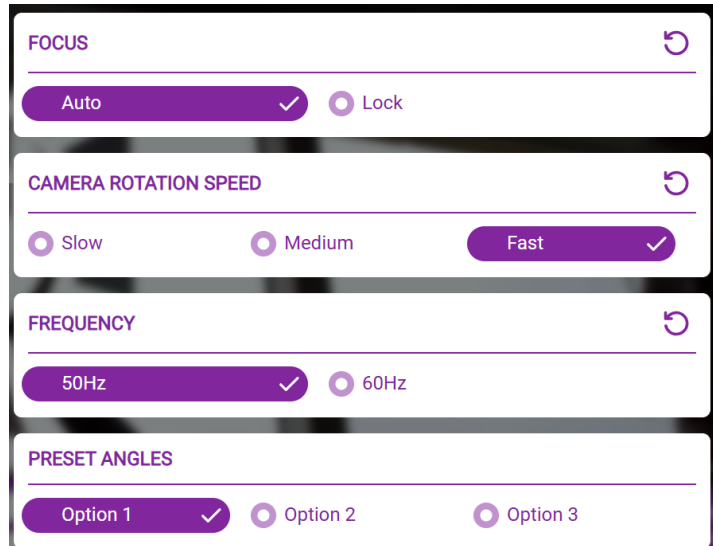 FOCUS
Auto Lock
CAMERA ROTATION SPEED
Slow Medium Fast
FREQUENCY
50Hz 60Hz
PRESET ANGLES
Option 1 Option 2 Option 3